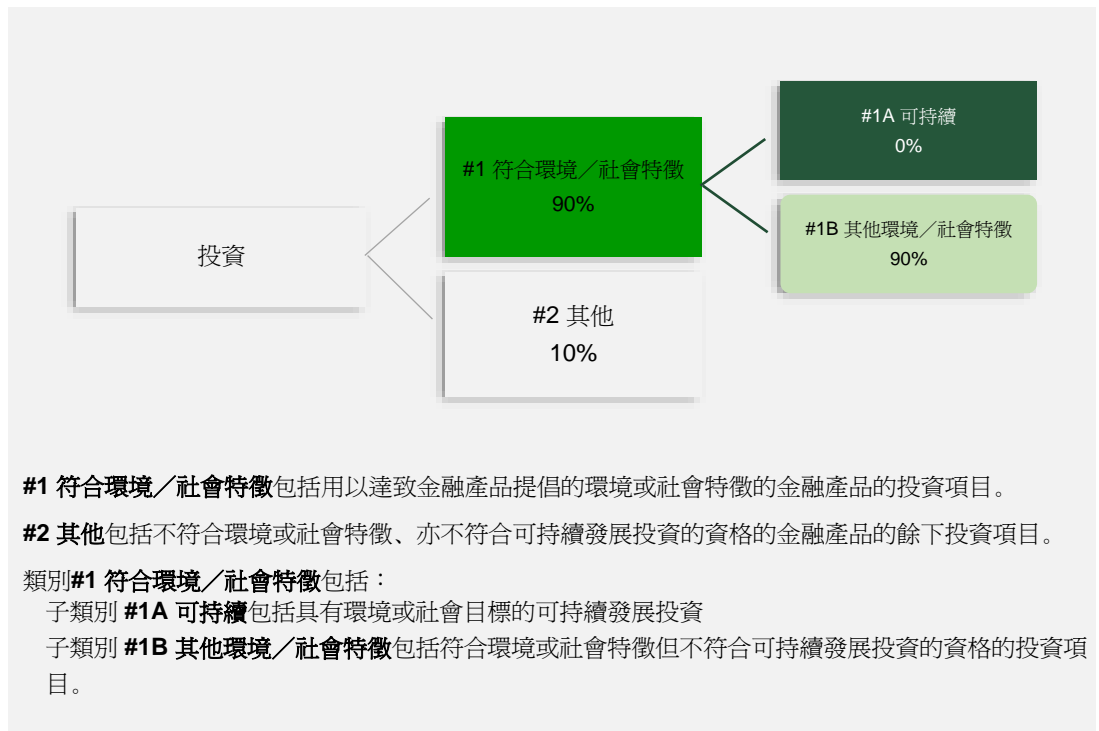 #1A 可持續
0%
#1 符合環境／社會特徵
90%
#1B 其他環境／社會特徵
90%
投資
#2 其他
10%
#1 符合環境／社會特徵包括用以達致金融產品提倡的環境或社會特徵的金融產品的投資項目。
#2 其他包括不符合環境或社會特徵、亦不符合可持續發展投資的資格的金融產品的餘下投資項目。
類別#1 符合環境／社會特徵包括：
子類別 #1A 可持續包括具有環境或社會目標的可持續發展投資
子類別 #1B 其他環境／社會特徵包括符合環境或社會特徵但不符合可持續發展投資的資格的投資項
目。